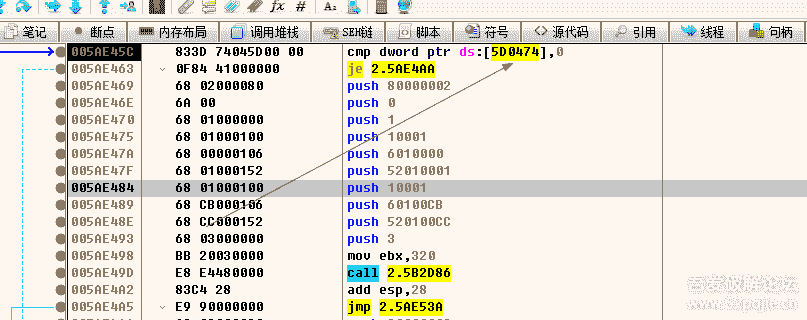 笔记 断点 内存布局 调用堆栈 SEH链 脚本 符号 源代码 引用 线程 句柄
005AE45C 833D 74045D00 00 cmp dword ptr ds:[5D0474],0
005AE463 0F84 41000000 je 2.5AE4AA
005AE469 68 02000080 push 80000002
005AE46E 6A 00 push 0
005AE470 68 01000000 push 1
005AE475 68 01000100 push 10001
005AE47A 68 00000106 push 6010000
005AE47F 68 01000152 push 52010001
005AE484 68 01000100 push 10001
005AE489 68 CB000106 push 60100CB
005AE48E 68 CC000152 push 520100CC
005AE493 68 03000000 push 3
005AE498 BB 20030000 mov ebx,320
005AE49D E8 E4480000 call 2.5B2D86
005AE4A2 83C4 28 add esp,28
005AE4A5 E9 90000000 jmp 2.5AE53A
吾爱破解论坛
www.52pojie.cn